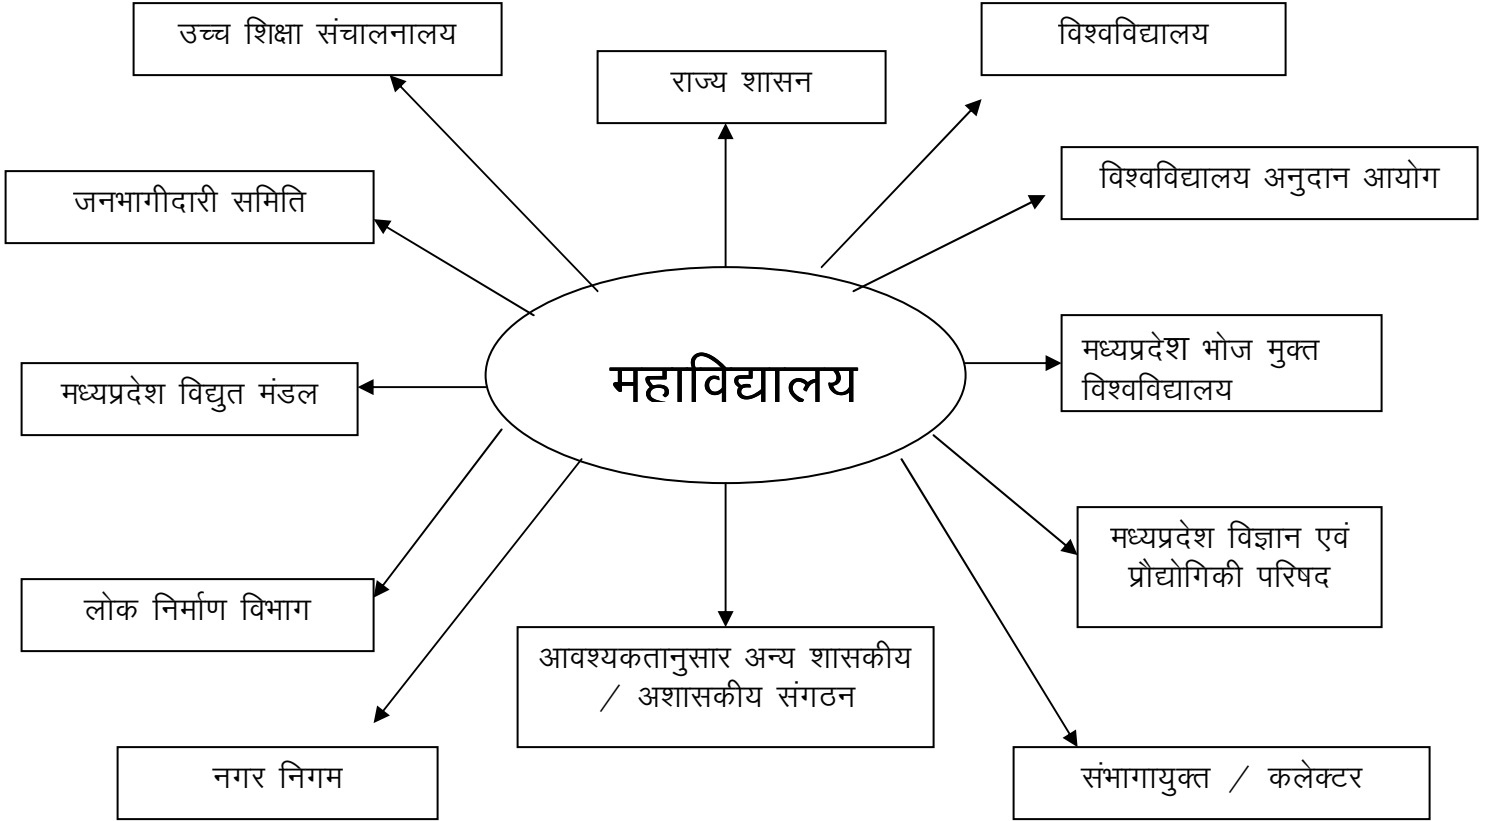 उच्च शिक्षा संचालनालय
राज्य शासन
विश्वविद्यालय
जनभागीदारी समिति
विश्वविद्यालय अनुदान आयोग
मध्यप्रदेश विद्युत मंडल
महाविद्यालय
मध्यप्रदेश भोज मुक्त
विश्वविद्यालय
लोक निर्माण विभाग
मध्यप्रदेश विज्ञान एवं
प्रौद्योगिकी परिषद
आवश्यकतानुसार अन्य शासकीय
/ अशासकीय संगठन
नगर निगम
संभागायुक्त / कलेक्टर